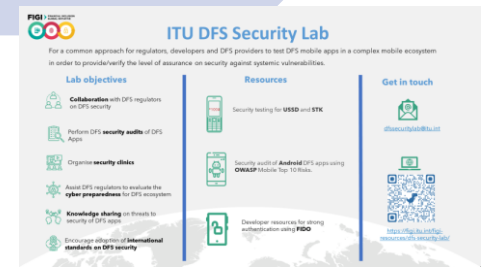 FIGI
ITU DFS Security Lab
For a common approach for regulators, developers and DFS providers to test DFS mobile apps in a complex mobile ecosystem
in order to provide/verify the level of assurance on security against systemic vulnerabilities.
Lab objectives
Collaboration with DFS regulators
on DFS security
Perform DFS security audits of DFS
Apps
Organise security clinics
Assist DFS regulators to evaluate the
cyber preparedness for DFS ecosystem
Knowledge sharing on threats to
security of DFS apps
Encourage adoption of international
standards on DFS security
Resources
Security testing for USSD and STK
Security audit of Android DFS apps using
OWASP Mobile Top 10 Risks.
Developer resources for strong
authentication using FIDO
Get in touch
dfssecuritylab@itu.int
https://figi.itu.int/figi-
resources/dfs-security-lab/